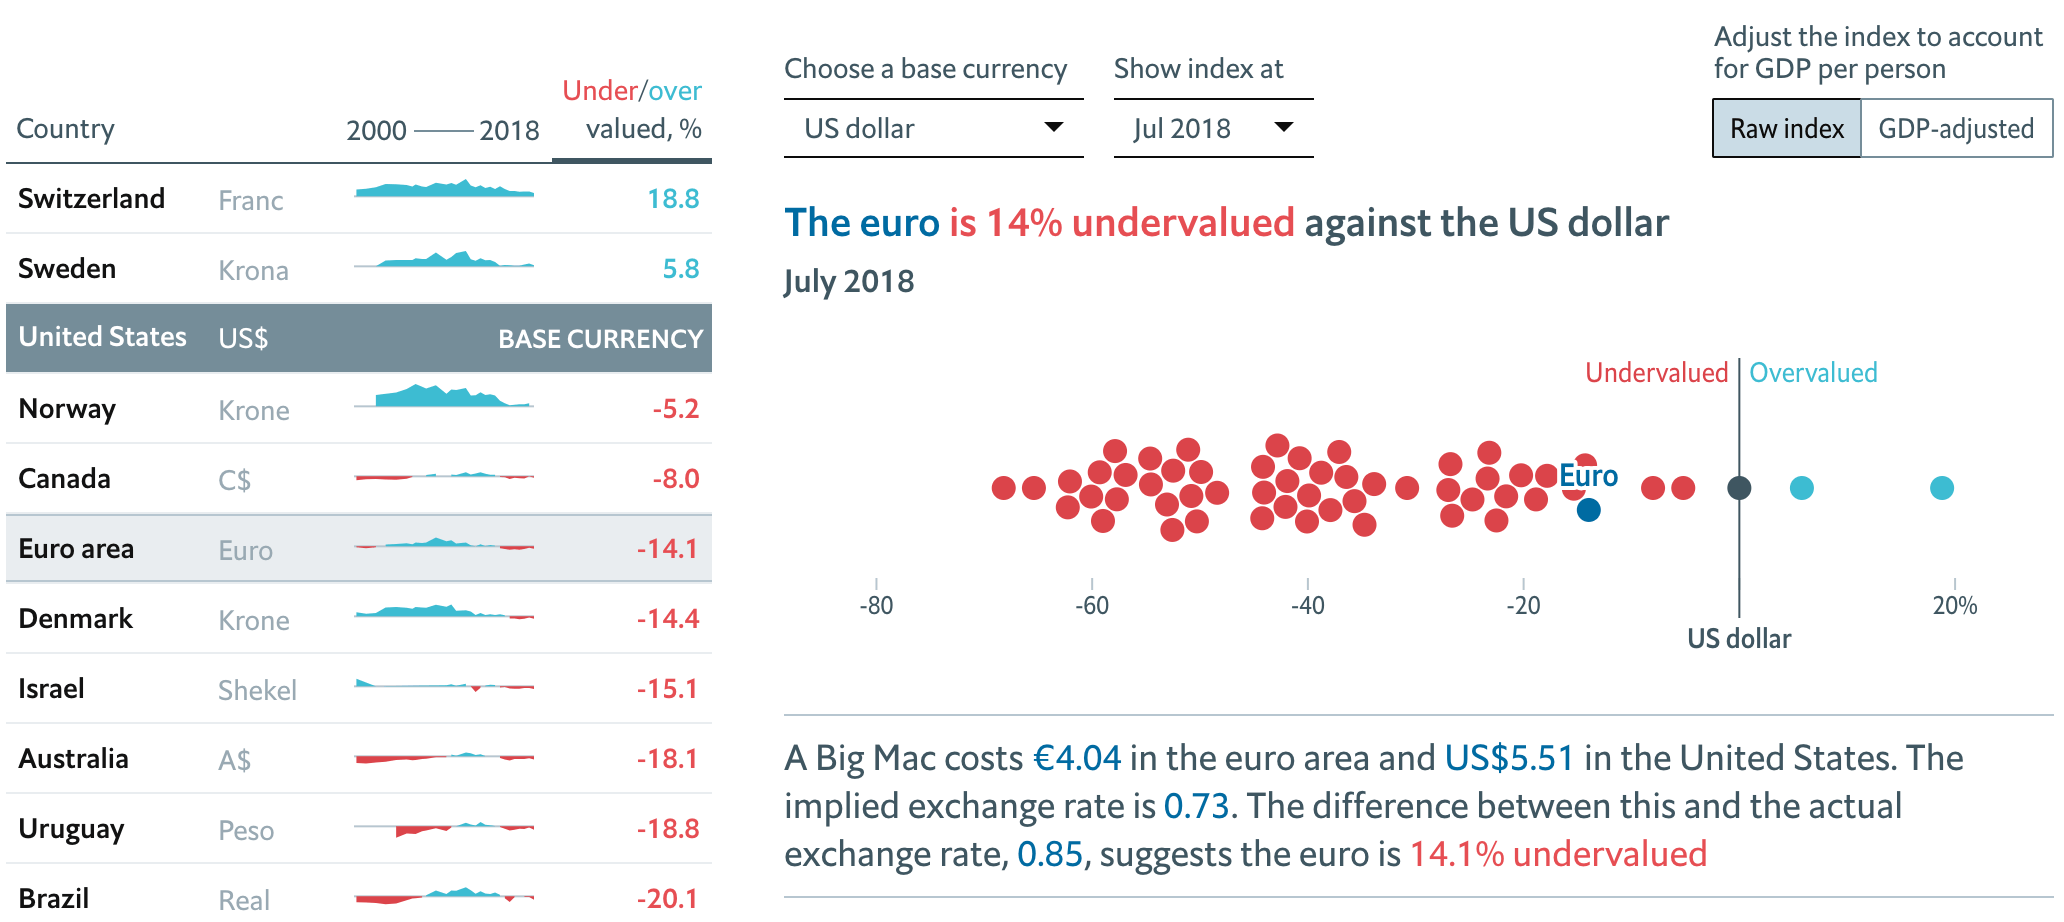 Country
2000
2018
Under/over
valued, %
Switzerland Franc 18.8
Sweden Krona 5.8
United States US$ BASE CURRENCY
Norway Krone -5.2
Canada C$ -8.0
Euro area Euro -14.1
Denmark Krone -14.4
Israel Shekel -15.1
Australia A$ -18.1
Uruguay Peso -18.8
Brazil Real -20.1
Choose a base currency
US dollar
Show index at
Jul 2018
Adjust the index to account
for GDP per person
Raw index
GDP-adjusted
The euro is 14% undervalued against the US dollar
July 2018
Undervalued
Overvalued
Euro
-80
-60
-40
-20
20%
US dollar
A Big Mac costs €4.04 in the euro area and US$5.51 in the United States. The
implied exchange rate is 0.73. The difference between this and the actual
exchange rate, 0.85, suggests the euro is 14.1% undervalued